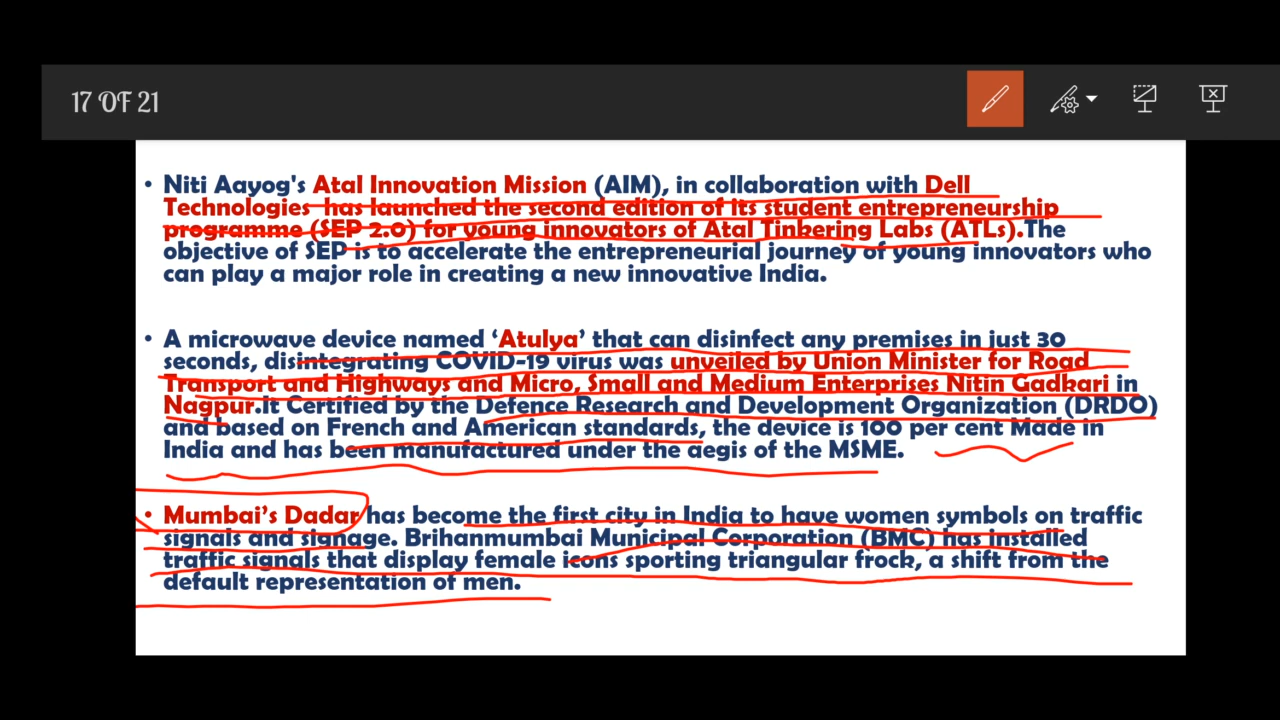 17 OF 21
• Niti Aayog's Atal Innovation Mission (AIM), in collaboration with Dell
Technologies has launched the second edition of its student entrepreneurship
programme (SEP 2.0) for young innovators of Atal Tinkering Labs (ATLs).The
objective of SEP is to accelerate the entrepreneurial journey of young innovators who
can play a major role in creating a new innovative India.
• A microwave device named ‘Atulya’ that can disinfect any premises in just 30
seconds, disintegrating COVID-19 virus was unveiled by Union Minister for Road
Transport and Highways and Micro, Small and Medium Enterprises Nitin Gadkari in
Nagpur.It Certified by the Defence Research and Development Organization (DRDO)
and based on French and American standards, the device is 100 per cent Made in
India and has been manufactured under the aegis of the MSME.
• Mumbai’s Dadar has become the first city in India to have women symbols on traffic
signals and signage. Brihanmumbai Municipal Corporation (BMC) has installed
traffic signals that display female icons sporting triangular frock, a shift from the
default representation of men.